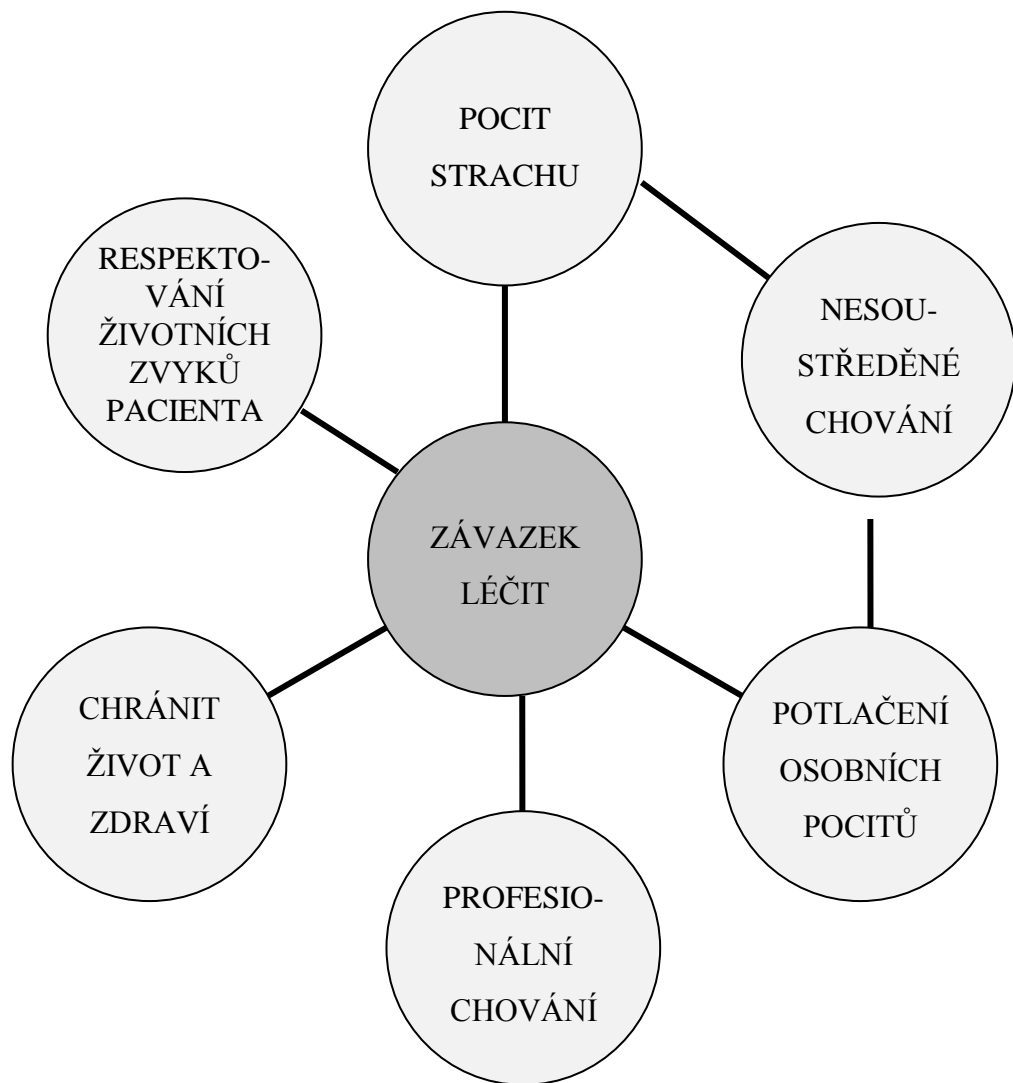 POCIT
STRACHU
RESPEKTO-
VÁNÍ
ŽIVOTNÍCH
ZVYKŮ
PACIENTA
NESOU-
STŘEDĚNÉ
CHOVÁNÍ
ZÁVAZEK
LÉČIT
CHRÁNIT
ŽIVOT A
ZDRAVÍ
POTLAČENÍ
OSOBNÍCH
POCITŮ
PROFESIO-
NÁLNÍ
CHOVÁNÍ